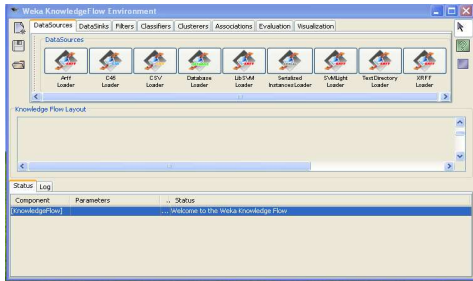 Weka KnowledgeFlow Environment
DataSources DataSinks Filters Classifiers Clusterers Associations Evaluation Visualization
DataSources
Arff Loader
C45 Loader
CSV Loader
Database Loader
LibSVM Loader
Serialized InstancesLoader
SVMLight Loader
TextDirectory Loader
XRFF Loader
Knowledge Flow Layout
Status Log
Component Parameters .. Status
[KnowledgeFlow] ... Welcome to the Weka Knowledge Flow